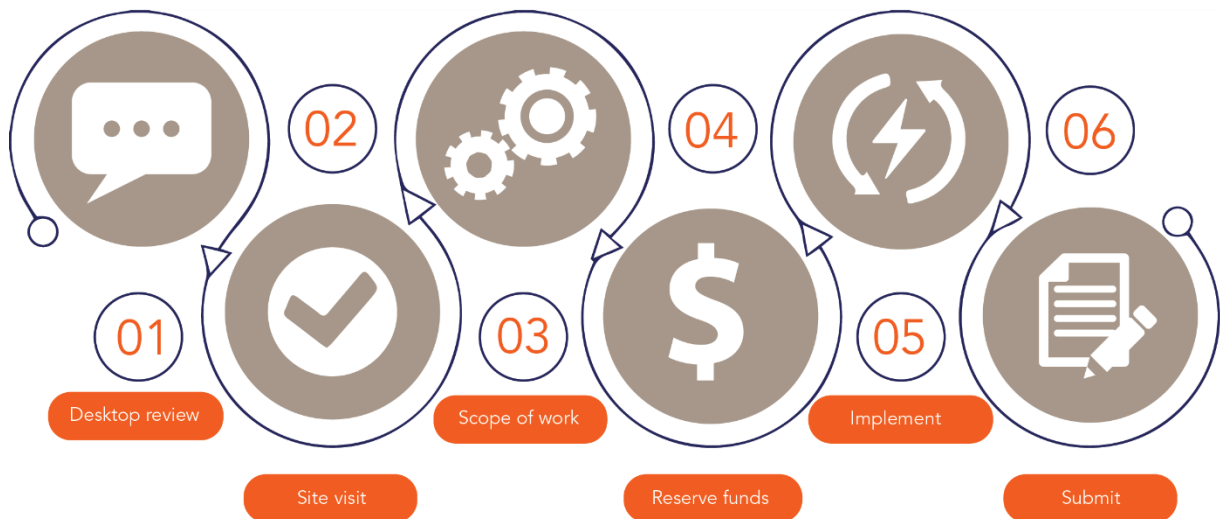 01
Desktop review
02
Site visit
03
Scope of work
04
$
Reserve funds
05
Implement
06
Submit